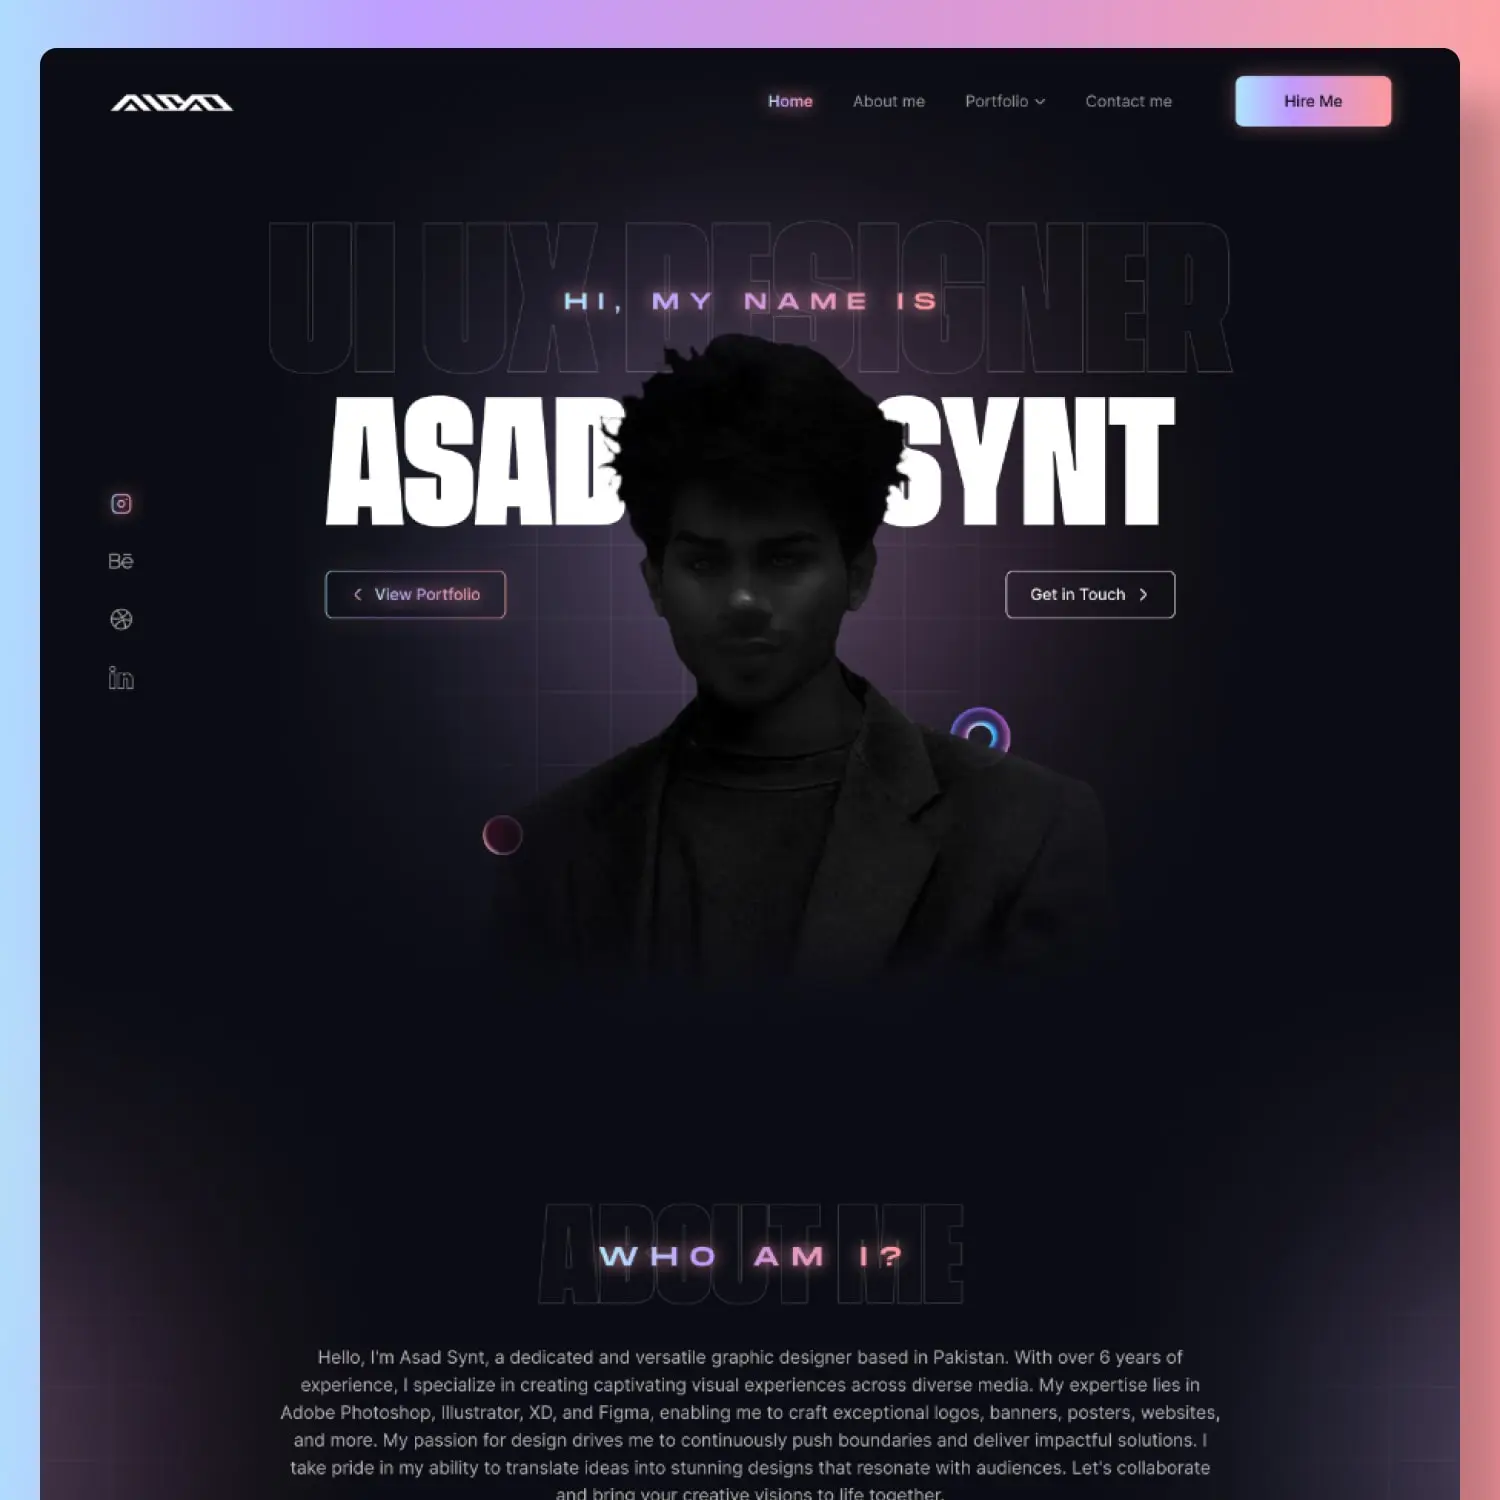 Home About me Portfolio Contact me Hire Me
UI UX DESIGNER
HI, MY NAME IS
ASAD SYNT
Bē
View Portfolio Get in Touch
in
ABOUT ME
WHO AM I?
Hello, I'm Asad Synt, a dedicated and versatile graphic designer based in Pakistan. With over 6 years of
experience, I specialize in creating captivating visual experiences across diverse media. My expertise lies in
Adobe Photoshop, Illustrator, XD, and Figma, enabling me to craft exceptional logos, banners, posters, websites,
and more. My passion for design drives me to continuously push boundaries and deliver impactful solutions. I
take pride in my ability to translate ideas into stunning designs that resonate with audiences. Let's collaborate
and bring your creative visions to life together.